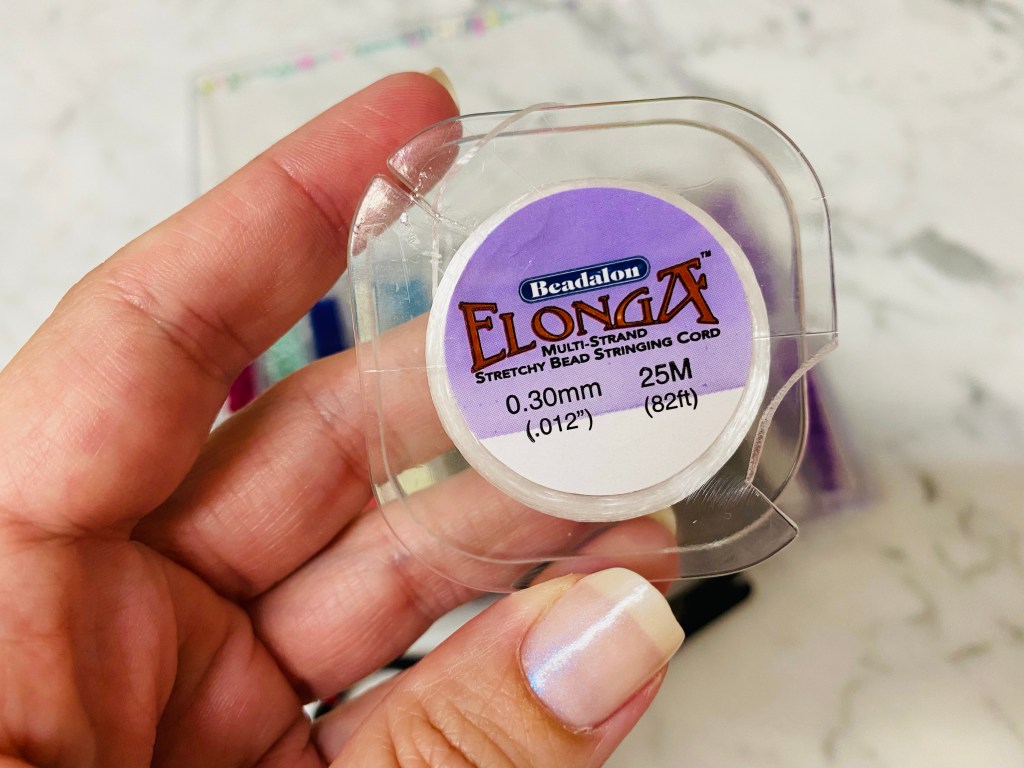 Beadalon
ELONGA™
MULTI-STRAND
STRETCHY BEAD STRINGING CORD
0.30mm 25M
(.012”) (82ft)